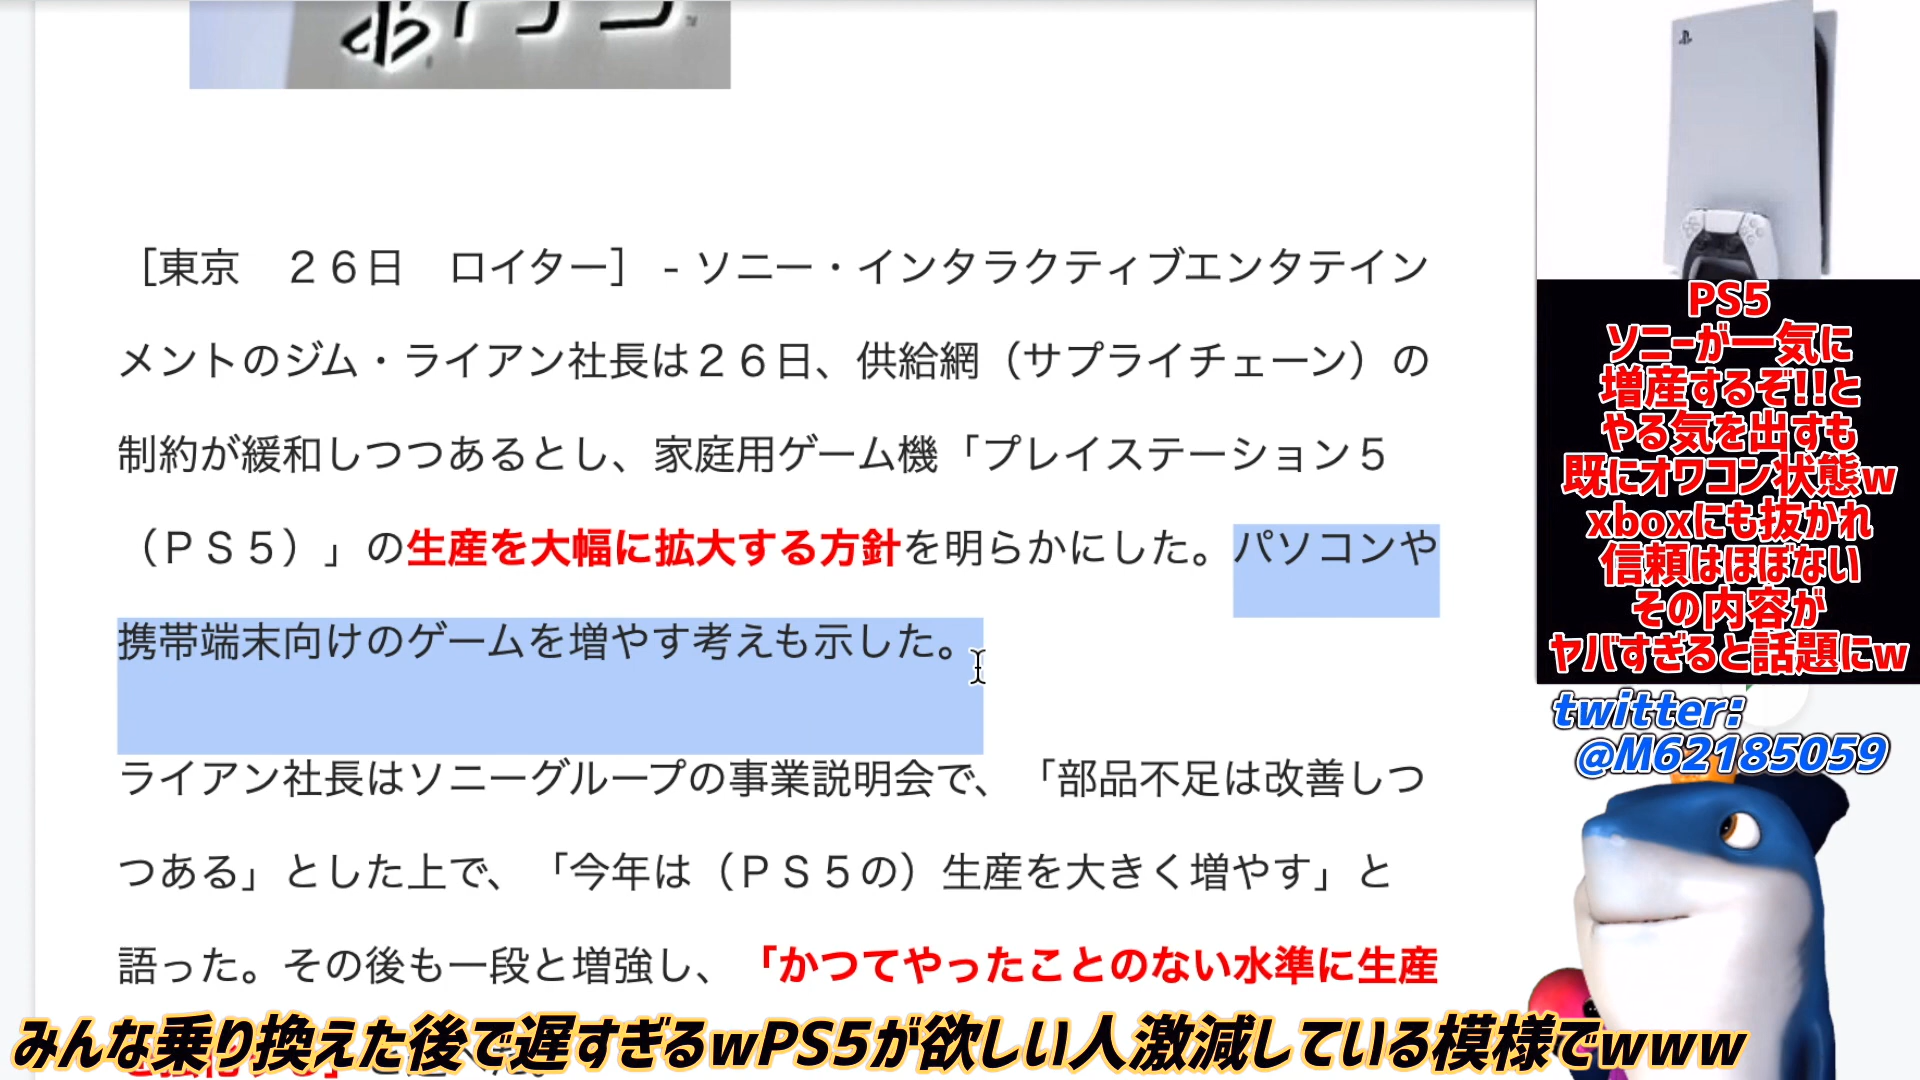 ［東京　２６日　ロイター］ - ソニー・インタラクティブエンタテイン
メントのジム・ライアン社長は２６日、供給網（サプライチェーン）の
制約が緩和しつつあるとし、家庭用ゲーム機「プレイステーション５
（ＰＳ５）」の生産を大幅に拡大する方針を明らかにした。パソコンや
携帯端末向けのゲームを増やす考えも示した。
ライアン社長はソニーグループの事業説明会で、「部品不足は改善しつ
つある」とした上で、「今年は（ＰＳ５の）生産を大きく増やす」と
語った。その後も一段と増強し、「かつてやったことのない水準に生産
みんな乗り換えた後で遅すぎるwPS5が欲しい人激減している模様でwww
PS5
ソニーが一気に
増産するぞ!!と
やる気を出すも
既にオワコン状態w
xboxにも抜かれ
信頼はほぼない
その内容が
ヤバすぎると話題にw
twitter:
@M62185059